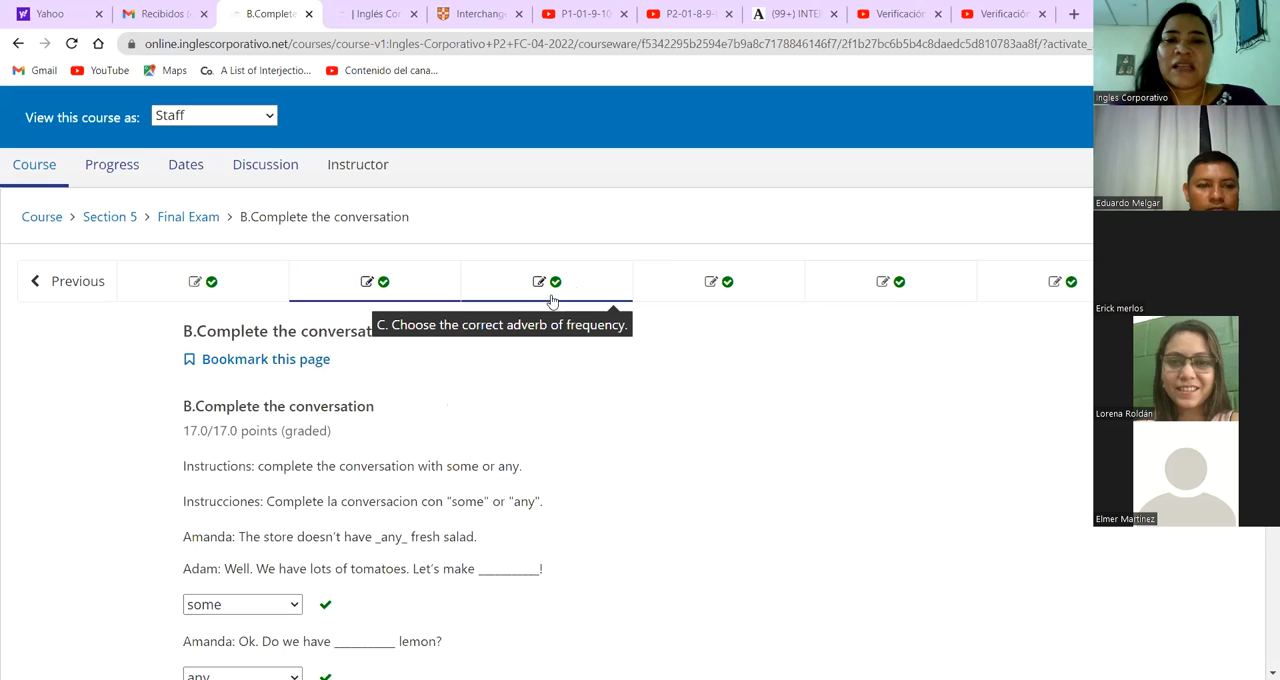 Yahoo
Recibidos (
B.Complete
| Inglés Cor
Interchang
P1-01-9-10
P2-01-8-9-
(99+) INTE
Verificación
Verificación
online.inglescorporativo.net/courses/course-v1:Ingles-Corporativo+P2+FC-04-2022/courseware/f5342295b2594e7b9a8c7178846146f7/2f1b27bc6b5b4c8daedc5d810783aa8f/?activate_
Gmail
YouTube
Maps
Co. A List of Interjectio...
Contenido del cana...
View this course as: Staff
Course
Progress
Dates
Discussion
Instructor
Course > Section 5 > Final Exam > B.Complete the conversation
Previous
C. Choose the correct adverb of frequency.
B.Complete the conversat
Bookmark this page
B.Complete the conversation
17.0/17.0 points (graded)
Instructions: complete the conversation with some or any.
Instrucciones: Complete la conversacion con "some" or "any".
Amanda: The store doesn't have _any_ fresh salad.
Adam: Well. We have lots of tomatoes. Let's make __________!
some
Amanda: Ok. Do we have __________ lemon?
any
Ingles Corporativo
Eduardo Melgar
Erick merlos
Lorena Roldán
Elmer Martinez